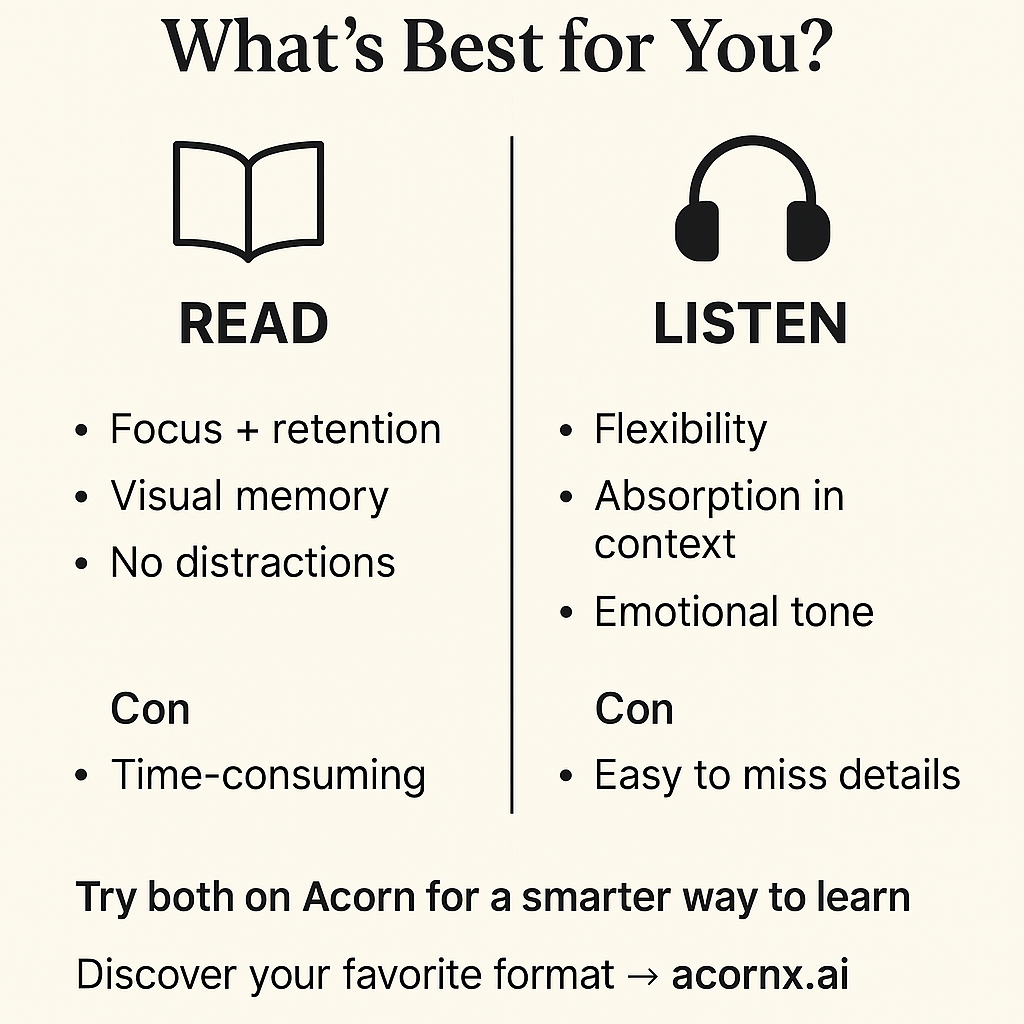 What's Best for You?
READ
• Focus + retention
• Visual memory
• No distractions
Con
• Time-consuming
LISTEN
• Flexibility
• Absorption in
context
• Emotional tone
Con
• Easy to miss details
Try both on Acorn for a smarter way to learn
Discover your favorite format → acornx.ai